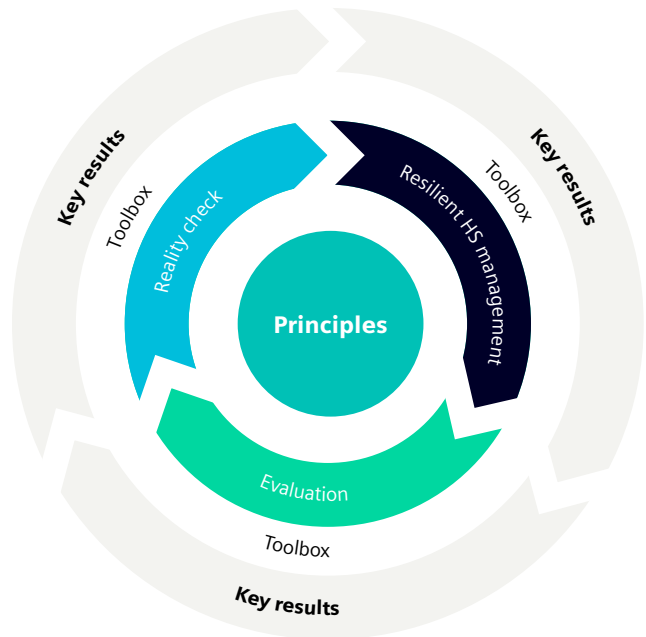 Key results
Toolbox
Reality check
Resilient HS management
Toolbox
Key results
Principles
Evaluation
Toolbox
Key results